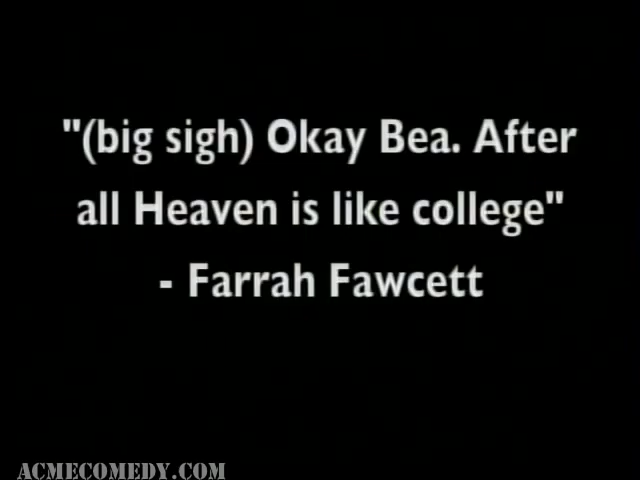 "(big sigh) Okay Bea. After
all Heaven is like college"
- Farrah Fawcett
ACMECOMEDY.COM